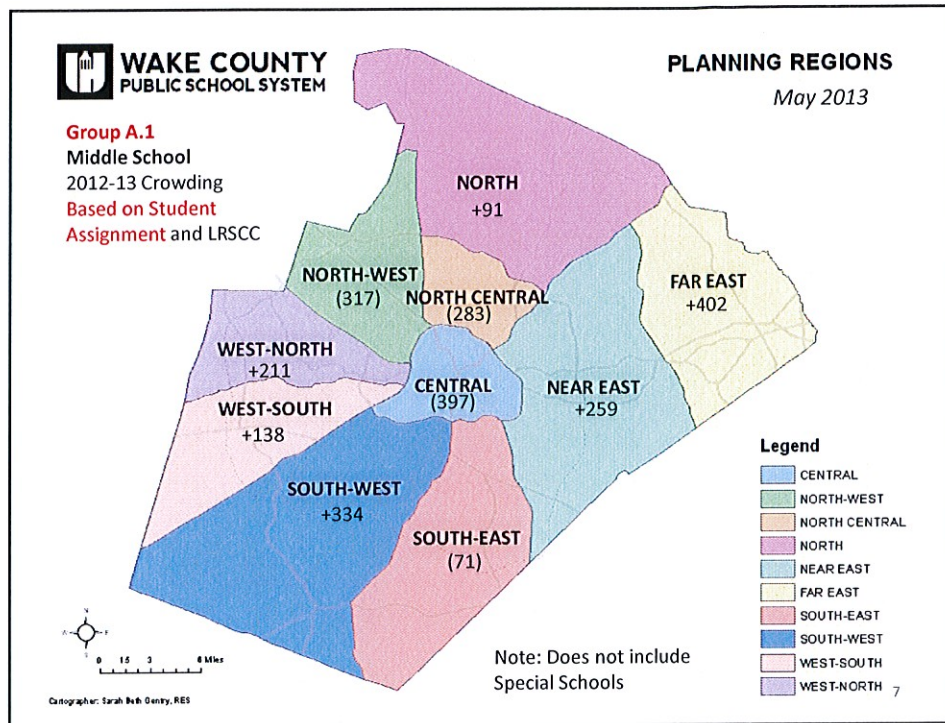 WAKE COUNTY
PUBLIC SCHOOL SYSTEM
PLANNING REGIONS
May 2013
Group A.1
Middle School
2012-13 Crowding
Based on Student
Assignment and LRSCC
NORTH
+91
NORTH-WEST
(317)
NORTH CENTRAL
(283)
FAR EAST
+402
WEST-NORTH
+211
CENTRAL
(397)
NEAR EAST
+259
WEST-SOUTH
+138
SOUTH-WEST
+334
SOUTH-EAST
(71)
Legend
CENTRAL
NORTH-WEST
NORTH CENTRAL
NORTH
NEAR EAST
FAR EAST
SOUTH-EAST
SOUTH-WEST
WEST-SOUTH
WEST-NORTH
N
W E
S
0 1.5 3 6 Miles
Note: Does not include
Special Schools
Cartographer: Sarah Beth Gentry, RES
7